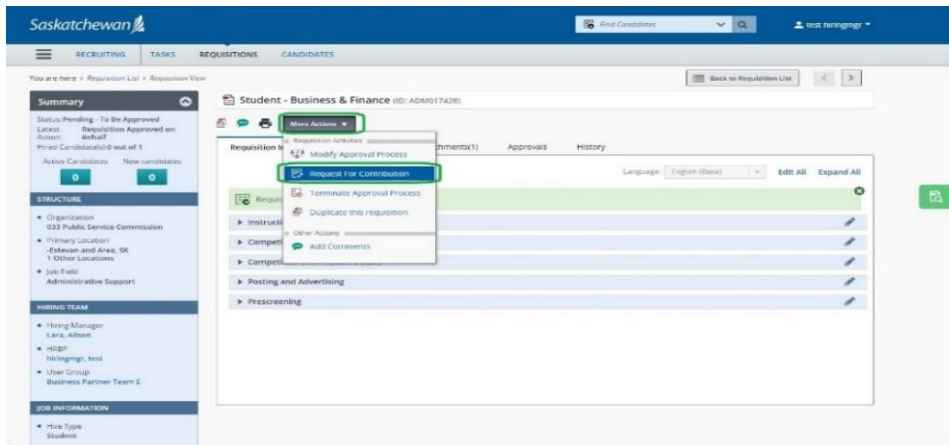 Saskatchewan
Find Candidates
test hiringmgr
RECRUITING TASKS REQUISITIONS CANDIDATES
You are here > Requisition List > Requisition View
Back to Requisition List
Summary
Student - Business & Finance (ID: ADM017428)
Status:Pending - To Be Approved
Latest Action: Requisition Approved on Behalf
Hired Candidate(s):0 out of 1
Active Candidates New candidates
0 0
More Actions
Requisition Activities
Modify Approval Process
Request For Contribution
Terminate Approval Process
Duplicate this requisition
Other Actions
Add Comments
Requisition Approvals History
Language: English (Base) Edit All Expand All
Instructi
Competi
Competi
Posting and Advertising
Prescreening
STRUCTURE
Organization
033 Public Service Commission
Primary Location
-Estevan and Area, SK
1 Other Locations
Job Field
Administrative Support
HIRING TEAM
Hiring Manager
Lara, Alison
HRBP
hiringmgr, test
User Group
Business Partner Team E
JOB INFORMATION
Hire Type
Student